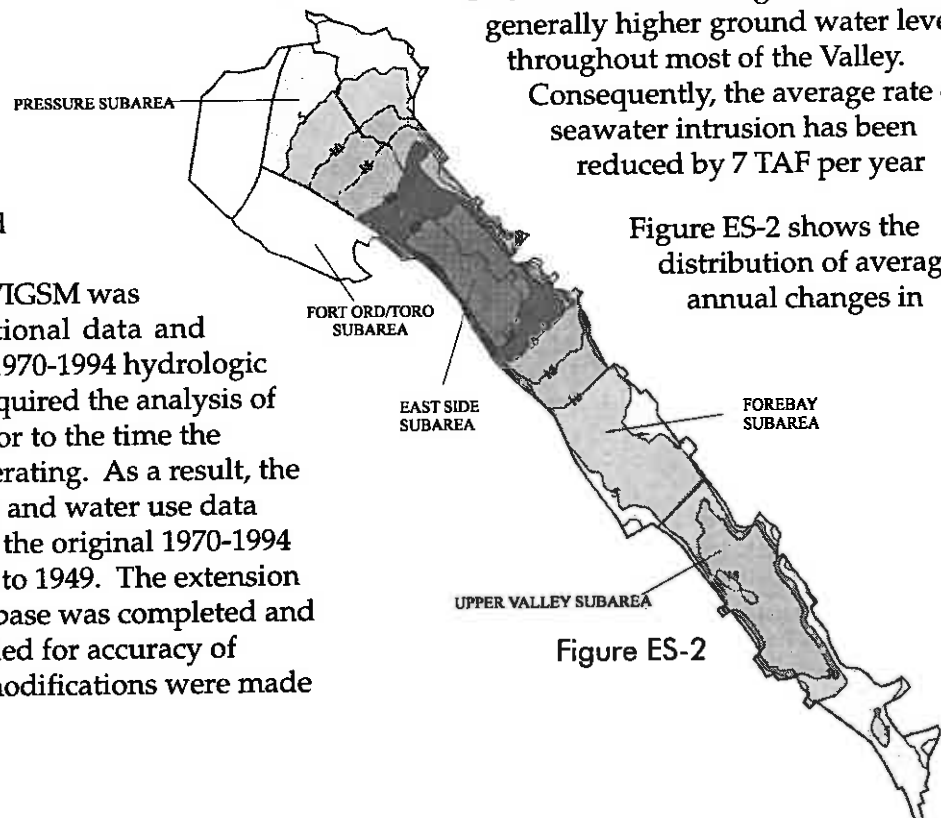 generally higher ground water leve
throughout most of the Valley.
Consequently, the average rate
seawater intrusion has been
reduced by 7 TAF per year
Figure ES-2 shows the
distribution of averag
annual changes in
d
VIGSM was
tional data and
1970-1994 hydrologic
quired the analysis of
or to the time the
erating. As a result, the
and water use data
the original 1970-1994
to 1949. The extension
base was completed and
ed for accuracy of
modifications were made
PRESSURE SUBAREA
FORT ORD/TORO
SUBAREA
EAST SIDE
SUBAREA
FOREBAY
SUBAREA
UPPER VALLEY SUBAREA
Figure ES-2